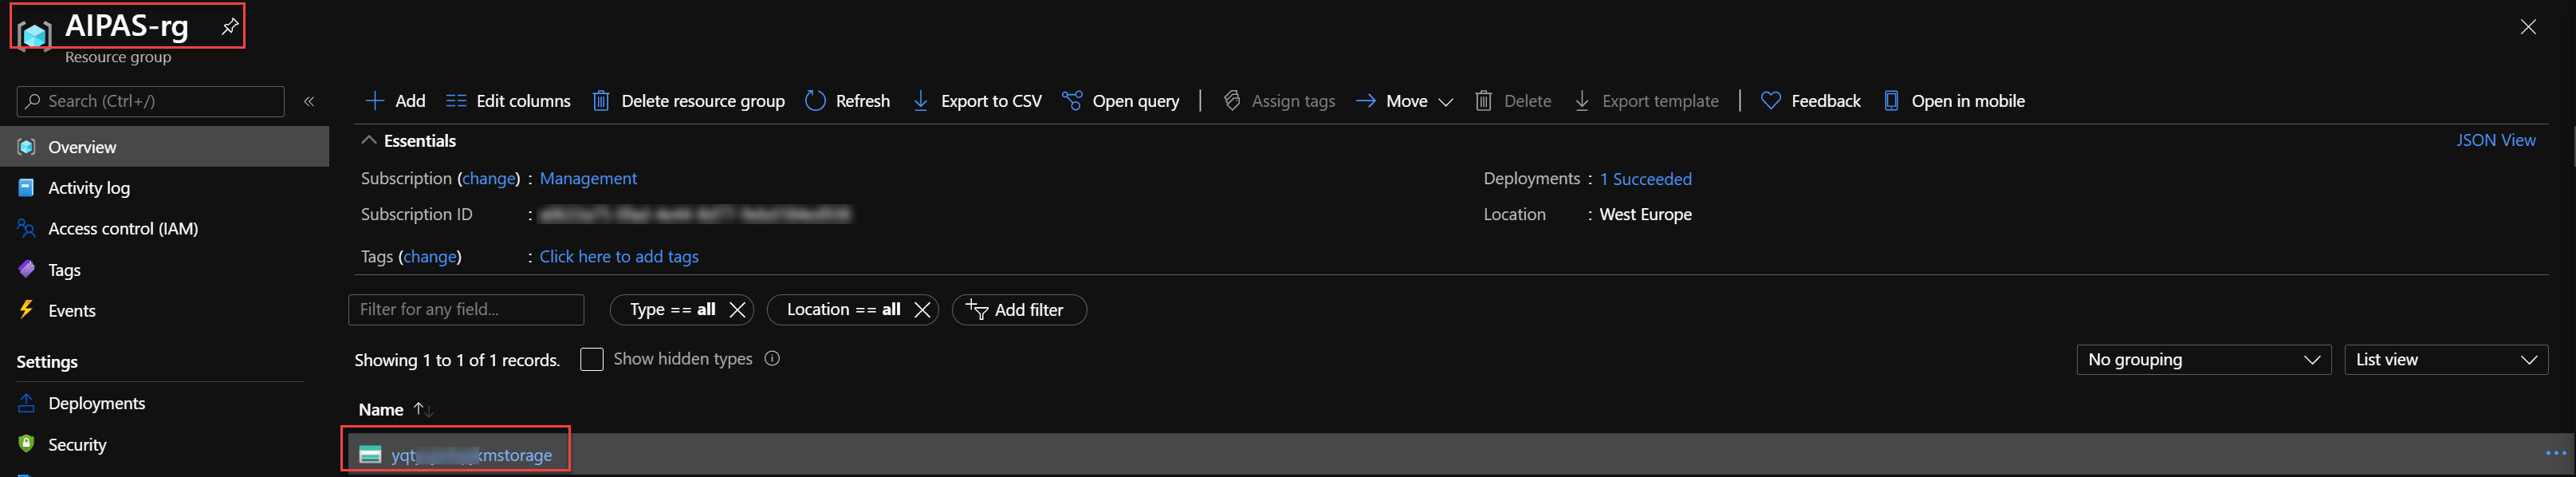 AIPAS-rg
Resource group
Search (Ctrl+/)
«
Add
Edit columns
Delete resource group
Refresh
Export to CSV
Open query
Assign tags
Move
Delete
Export template
Feedback
Open in mobile
Overview
Activity log
Access control (IAM)
Tags
Events
Settings
Deployments
Security
Essentials
JSON View
Subscription (change) : Management
Deployments : 1 Succeeded
Subscription ID :
Location : West Europe
Tags (change) : Click here to add tags
Filter for any field...
Type == all
Location == all
Add filter
Showing 1 to 1 of 1 records.
Show hidden types
No grouping
List view
Name ↑↓